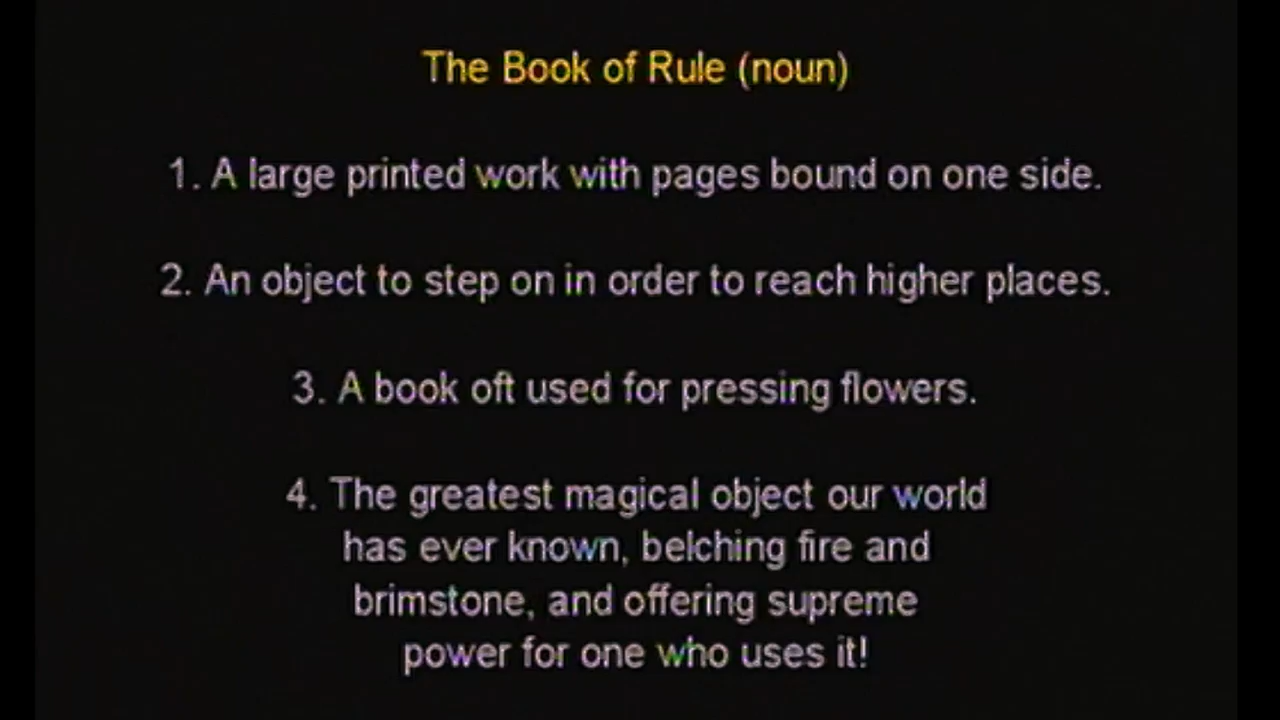 The Book of Rule (noun)
1. A large printed work with pages bound on one side.
2. An object to step on in order to reach higher places.
3. A book oft used for pressing flowers.
4. The greatest magical object our world
has ever known, belching fire and
brimstone, and offering supreme
power for one who uses it!